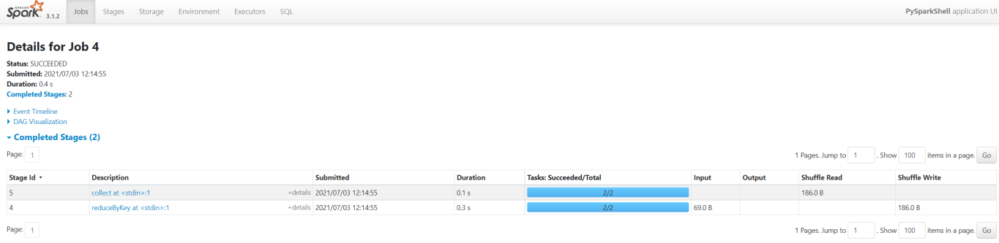 APACHE Spark 3.1.2 Jobs Stages Storage Environment Executors SQL PySparkShell application UI
Details for Job 4
Status: SUCCEEDED
Submitted: 2021/07/03 12:14:55
Duration: 0.4 s
Completed Stages: 2
Event Timeline
DAG Visualization
Completed Stages (2)
Page: 1 1 Pages. Jump to 1 . Show 100 items in a page. Go
Stage Id Description Submitted Duration Tasks: Succeeded/Total Input Output Shuffle Read Shuffle Write
5 collect at <stdin>:1 +details 2021/07/03 12:14:55 0.1 s 2/2 186.0 B
4 reduceByKey at <stdin>:1 +details 2021/07/03 12:14:55 0.3 s 2/2 69.0 B 186.0 B
Page: 1 1 Pages. Jump to 1 . Show 100 items in a page. Go